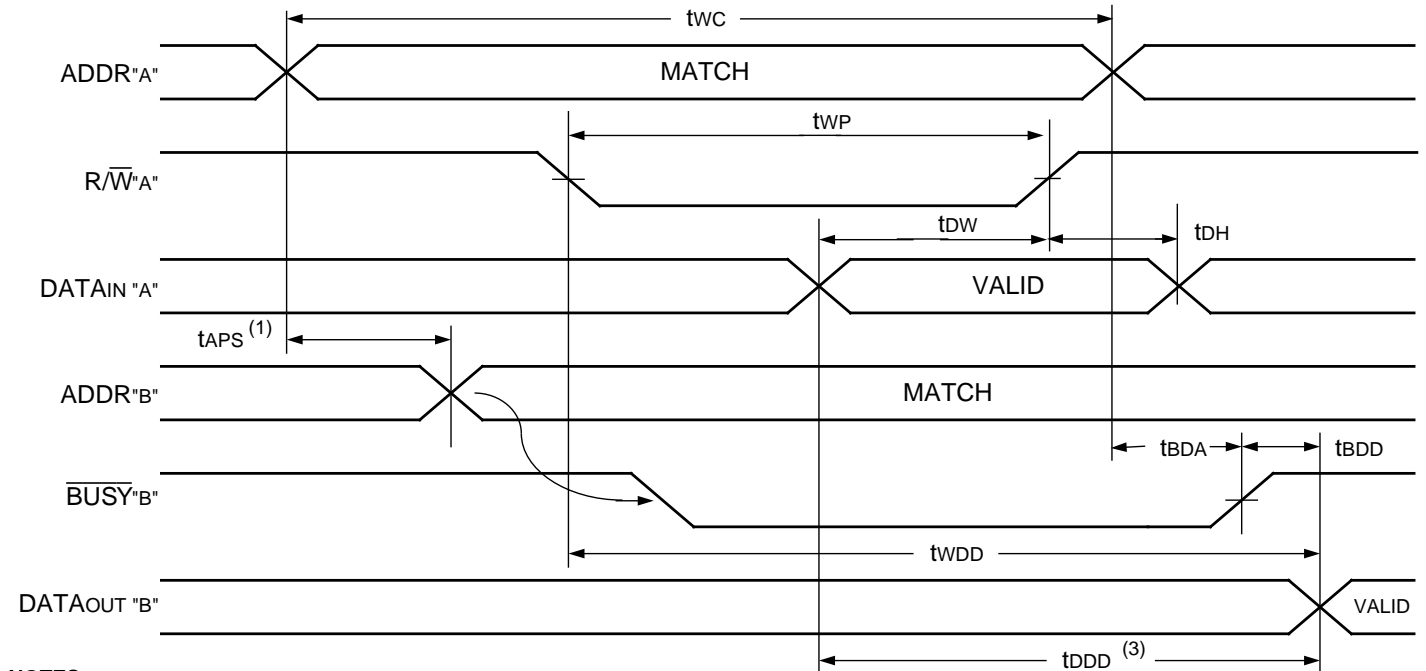 tWC
ADDR"A"
MATCH
tWP
R/W̅"A"
tDW
tDH
DATAIN "A"
VALID
tAPS (1)
ADDR"B"
MATCH
tBDA
tBDD
B̅U̅S̅Y̅"B"
tWDD
DATAOUT "B"
VALID
tDDD (3)